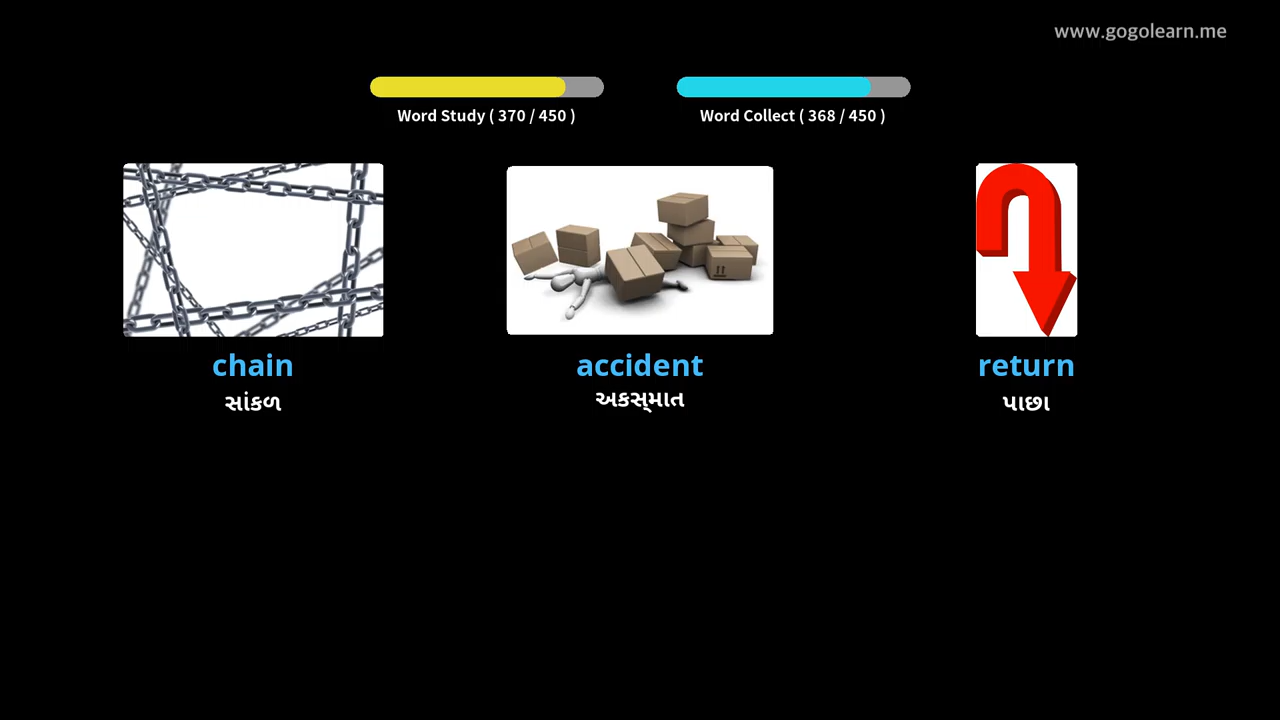 www.gogolearn.me
Word Study ( 370 / 450 )
Word Collect ( 368 / 450 )
chain
accident
return
સાંકળ
અકસ્માત
પાછા